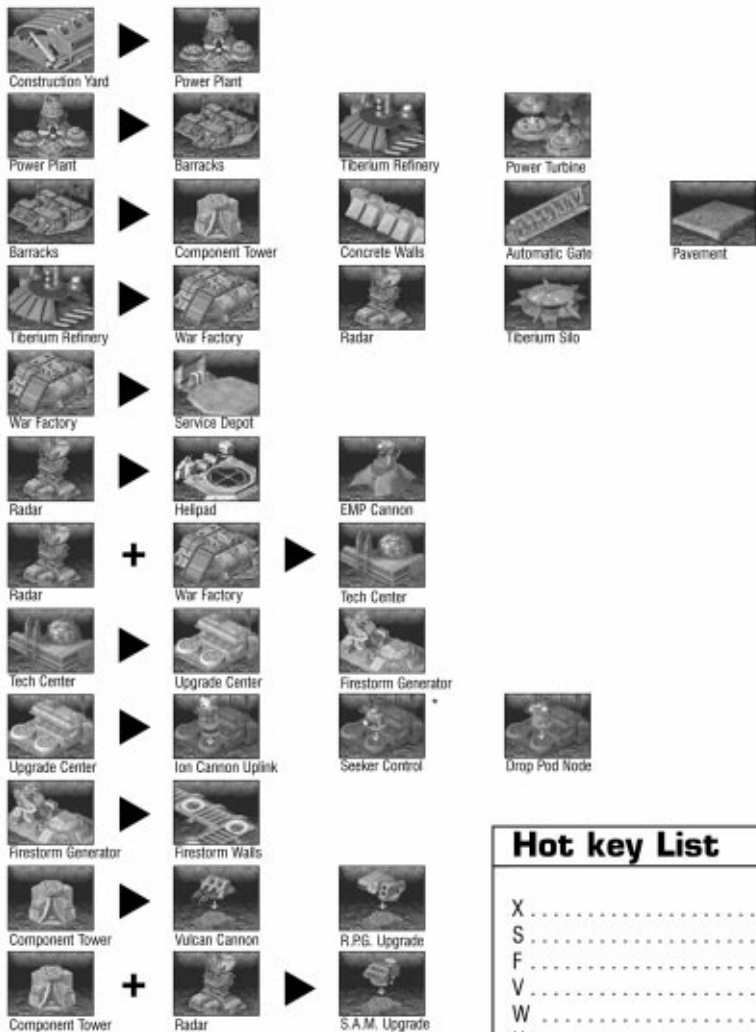 Construction Yard Power Plant
Power Plant Barracks Tiberium Refinery Power Turbine
Barracks Component Tower Concrete Walls Automatic Gate Pavement
Tiberium Refinery War Factory Radar Tiberium Silo
War Factory Service Depot
Radar Helipad EMP Cannon
Radar + War Factory Tech Center
Tech Center Upgrade Center Firestorm Generator
Upgrade Center Ion Cannon Uplink Seeker Control * Drop Pod Node
Firestorm Generator Firestorm Walls
Component Tower Vulcan Cannon R.P.G. Upgrade
Component Tower + Radar S.A.M. Upgrade
Hot key List
X . . . . . . . . . . . . . . . . . . . . . .
S . . . . . . . . . . . . . . . . . . . . . .
F . . . . . . . . . . . . . . . . . . . . . .
V . . . . . . . . . . . . . . . . . . . . . .
W . . . . . . . . . . . . . . . . . . . . .